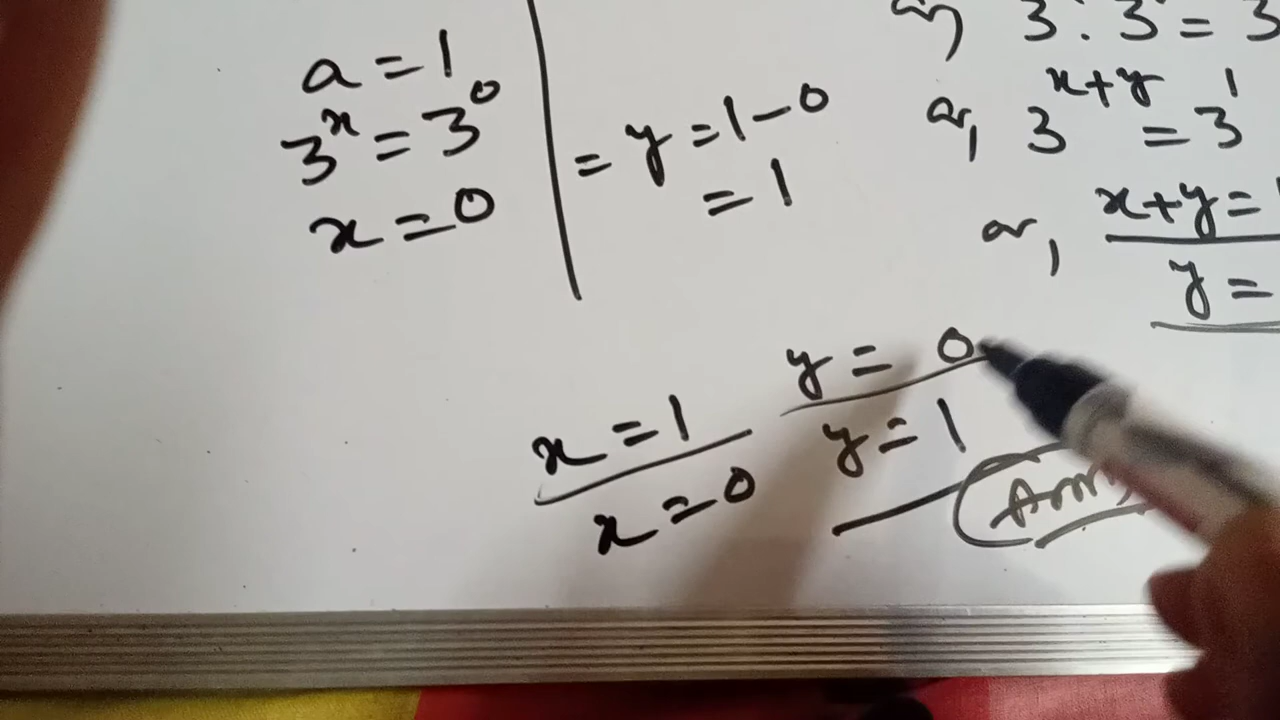 a = 1
3^x = 3^0
x = 0
= y = 1 - 0
= 1
3 . 3 = 3
or, 3^x+y = 3^1
or, x+y =
y =
x = 1
x = 0
y = 0
y = 1